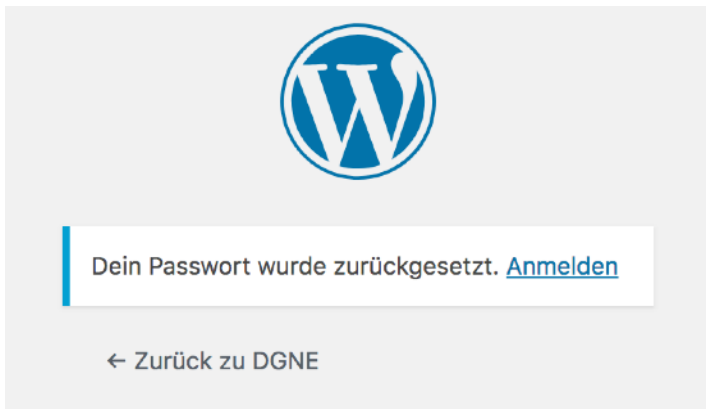 Dein Passwort wurde zurückgesetzt. Anmelden
← Zurück zu DGNE